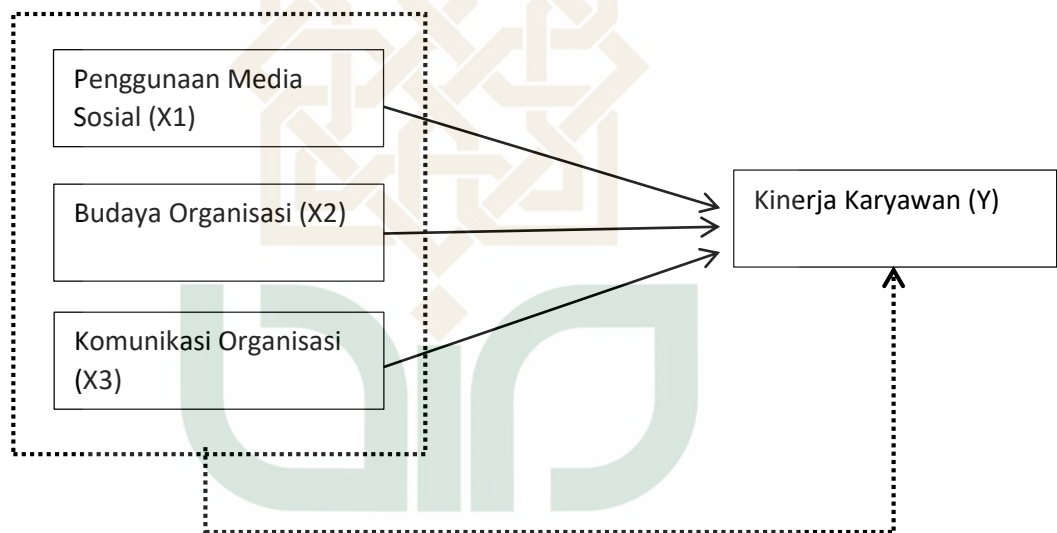 Penggunaan Media
Sosial (X1)
Budaya Organisasi (X2)
Kinerja Karyawan (Y)
Komunikasi Organisasi
(X3)